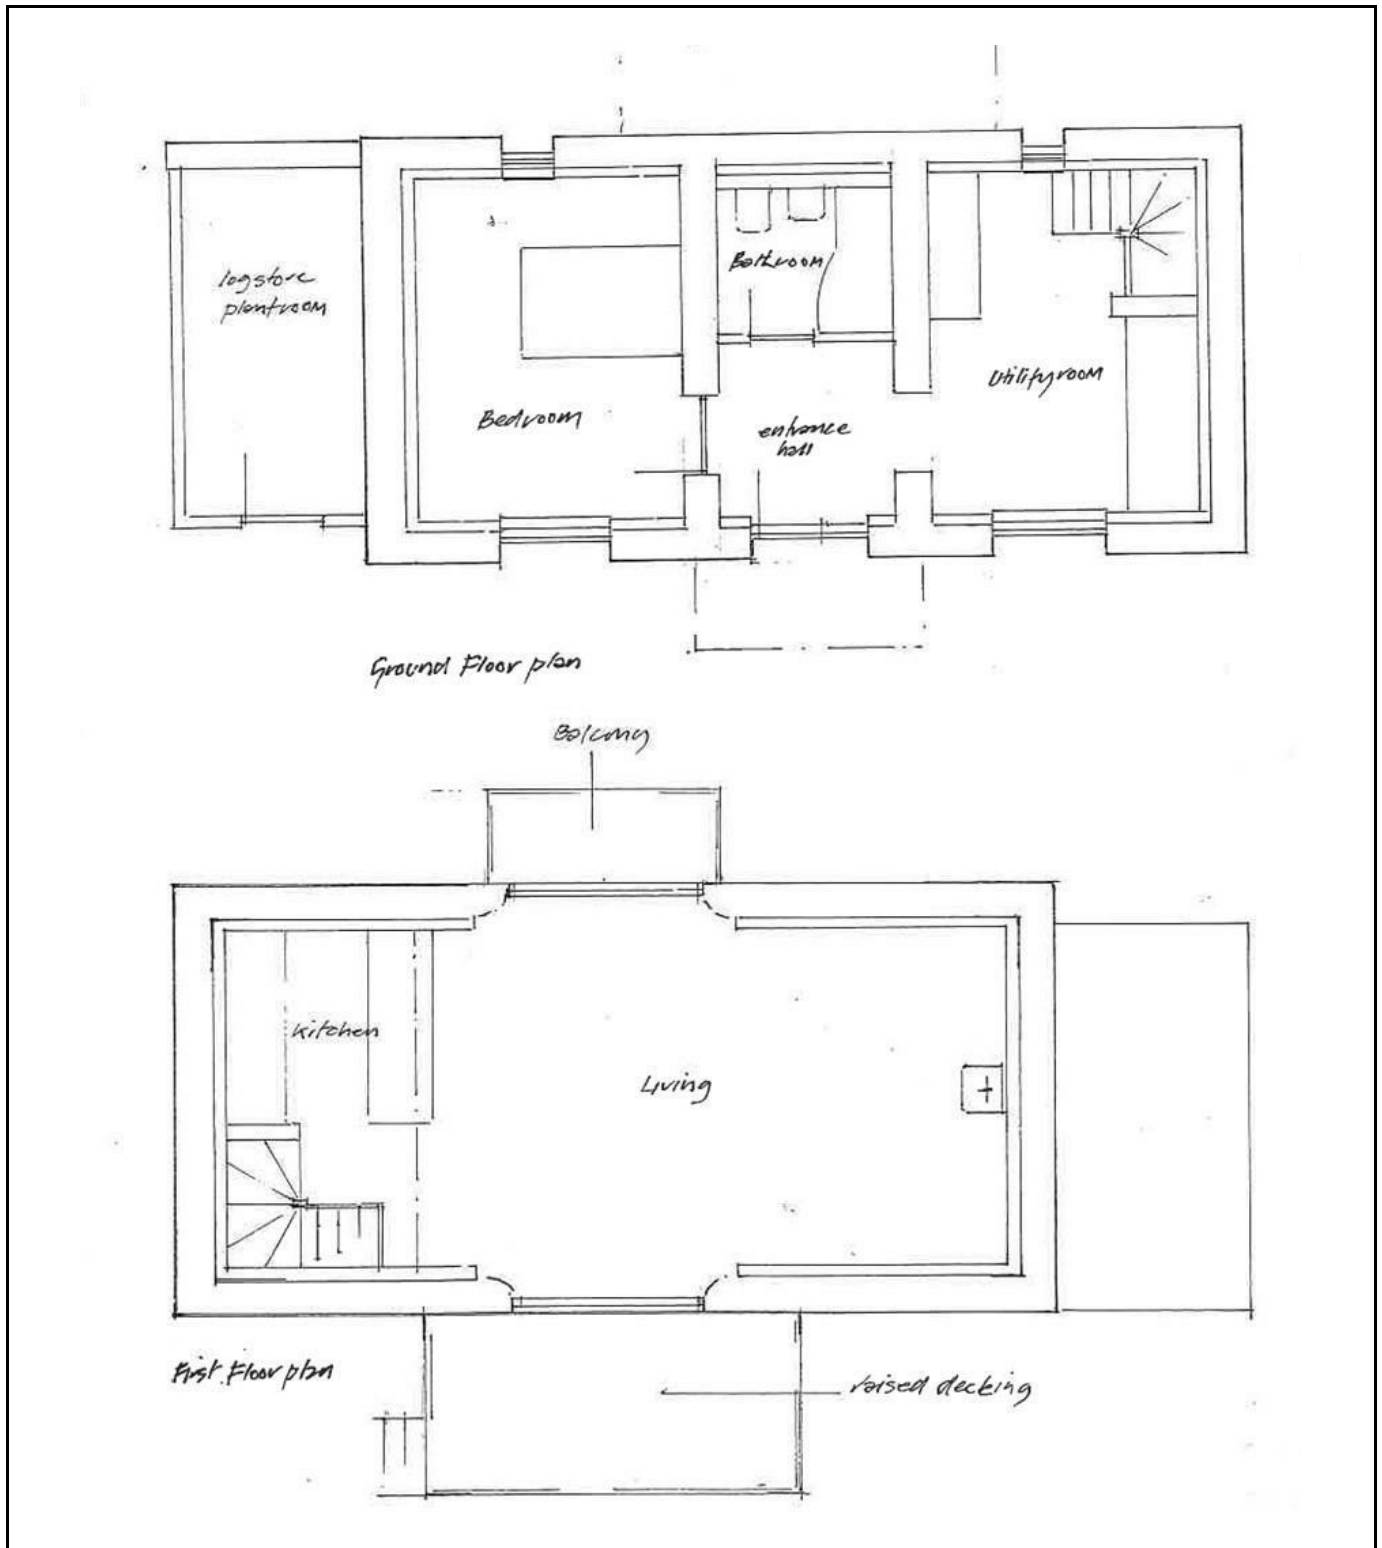 logstore
plantroom
Bathroom
Bedroom
entrance
hall
Utilityroom
Ground Floor plan
Balcony
Kitchen
Living
First Floor plan
raised decking